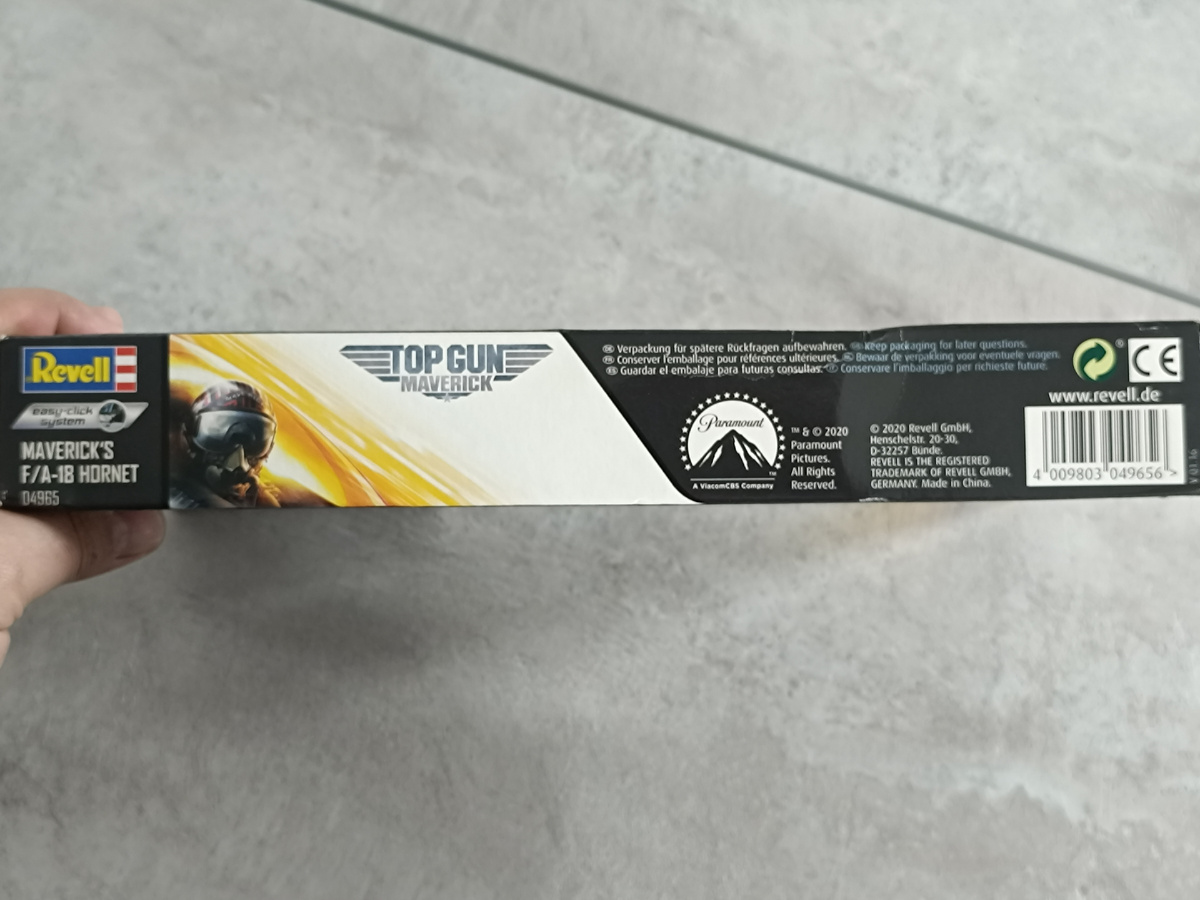 Revell
easy-click
system
MAVERICK'S
F/A-18 HORNET
04965
TOP GUN
MAVERICK
Verpackung für spätere Rückfragen aufbewahren. Keep packaging for later questions.
Conserver l'emballage pour références ultérieures. Bewaar de verpakking voor eventuele vragen.
Guardar el embalaje para futuras consultas. Conservare l'imballaggio per richieste future.
Paramount
A ViacomCBS Company
™ & © 2020
Paramount
Pictures.
All Rights
Reserved.
© 2020 Revell GmbH,
Henschelstr. 20-30,
D-32257 Bünde.
REVELL IS THE REGISTERED
TRADEMARK OF REVELL GMBH,
GERMANY. Made in China.
CE
www.revell.de
4 009803 049656 >